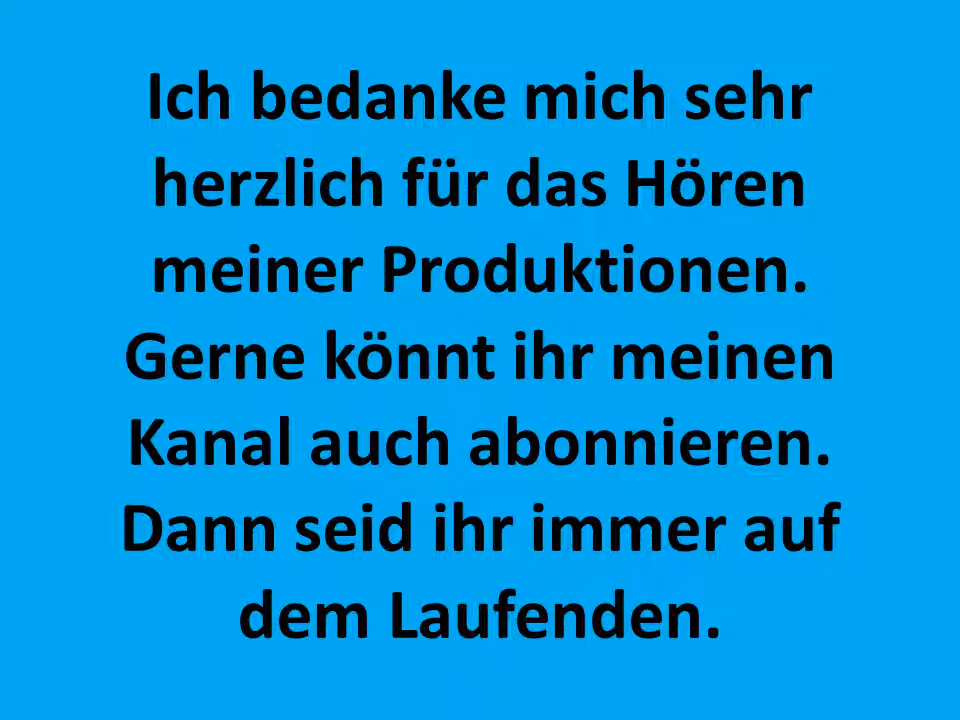 Ich bedanke mich sehr
herzlich für das Hören
meiner Produktionen.
Gerne könnt ihr meinen
Kanal auch abonnieren.
Dann seid ihr immer auf
dem Laufenden.